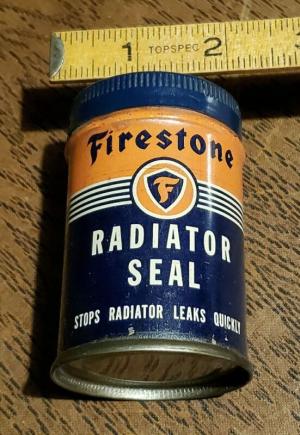 1 TOPSPEC 2
Firestone
F
RADIATOR
SEAL
STOPS RADIATOR LEAKS QUICKLY